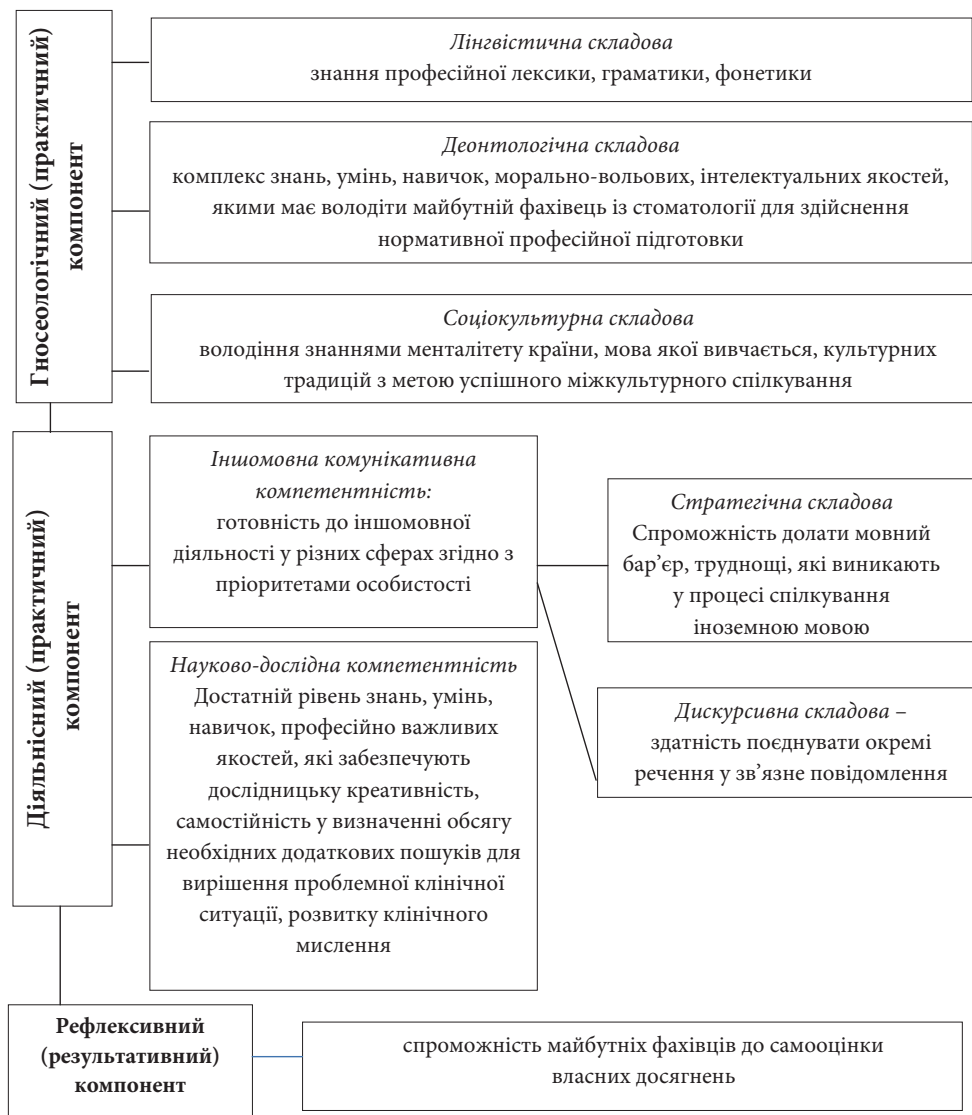 Гносеологічний (практичний)
компонент
Лінгвістична складова
знання професійної лексики, граматики, фонетики
Деонтологічна складова
комплекс знань, умінь, навичок, морально-вольових, інтелектуальних якостей,
якими має володіти майбутній фахівець із стоматології для здійснення
нормативної професійної підготовки
Соціокультурна складова
володіння знаннями менталітету країни, мова якої вивчається, культурних
традицій з метою успішного міжкультурного спілкування
Діяльнісний (практичний)
компонент
Іншомовна комунікативна
компетентність:
готовність до іншомовної
діяльності у різних сферах згідно з
пріоритетами особистості
Стратегічна складова
Спроможність долати мовний
бар’єр, труднощі, які виникають
у процесі спілкування
іноземною мовою
Дискурсивна складова –
здатність поєднувати окремі
речення у зв’язне повідомлення
Науково-дослідна компетентність
Достатній рівень знань, умінь,
навичок, професійно важливих
якостей, які забезпечують
дослідницьку креативність,
самостійність у визначенні обсягу
необхідних додаткових пошуків для
вирішення проблемної клінічної
ситуації, розвитку клінічного
мислення
Рефлексивний
(результативний)
компонент
спроможність майбутніх фахівців до самооцінки
власних досягнень